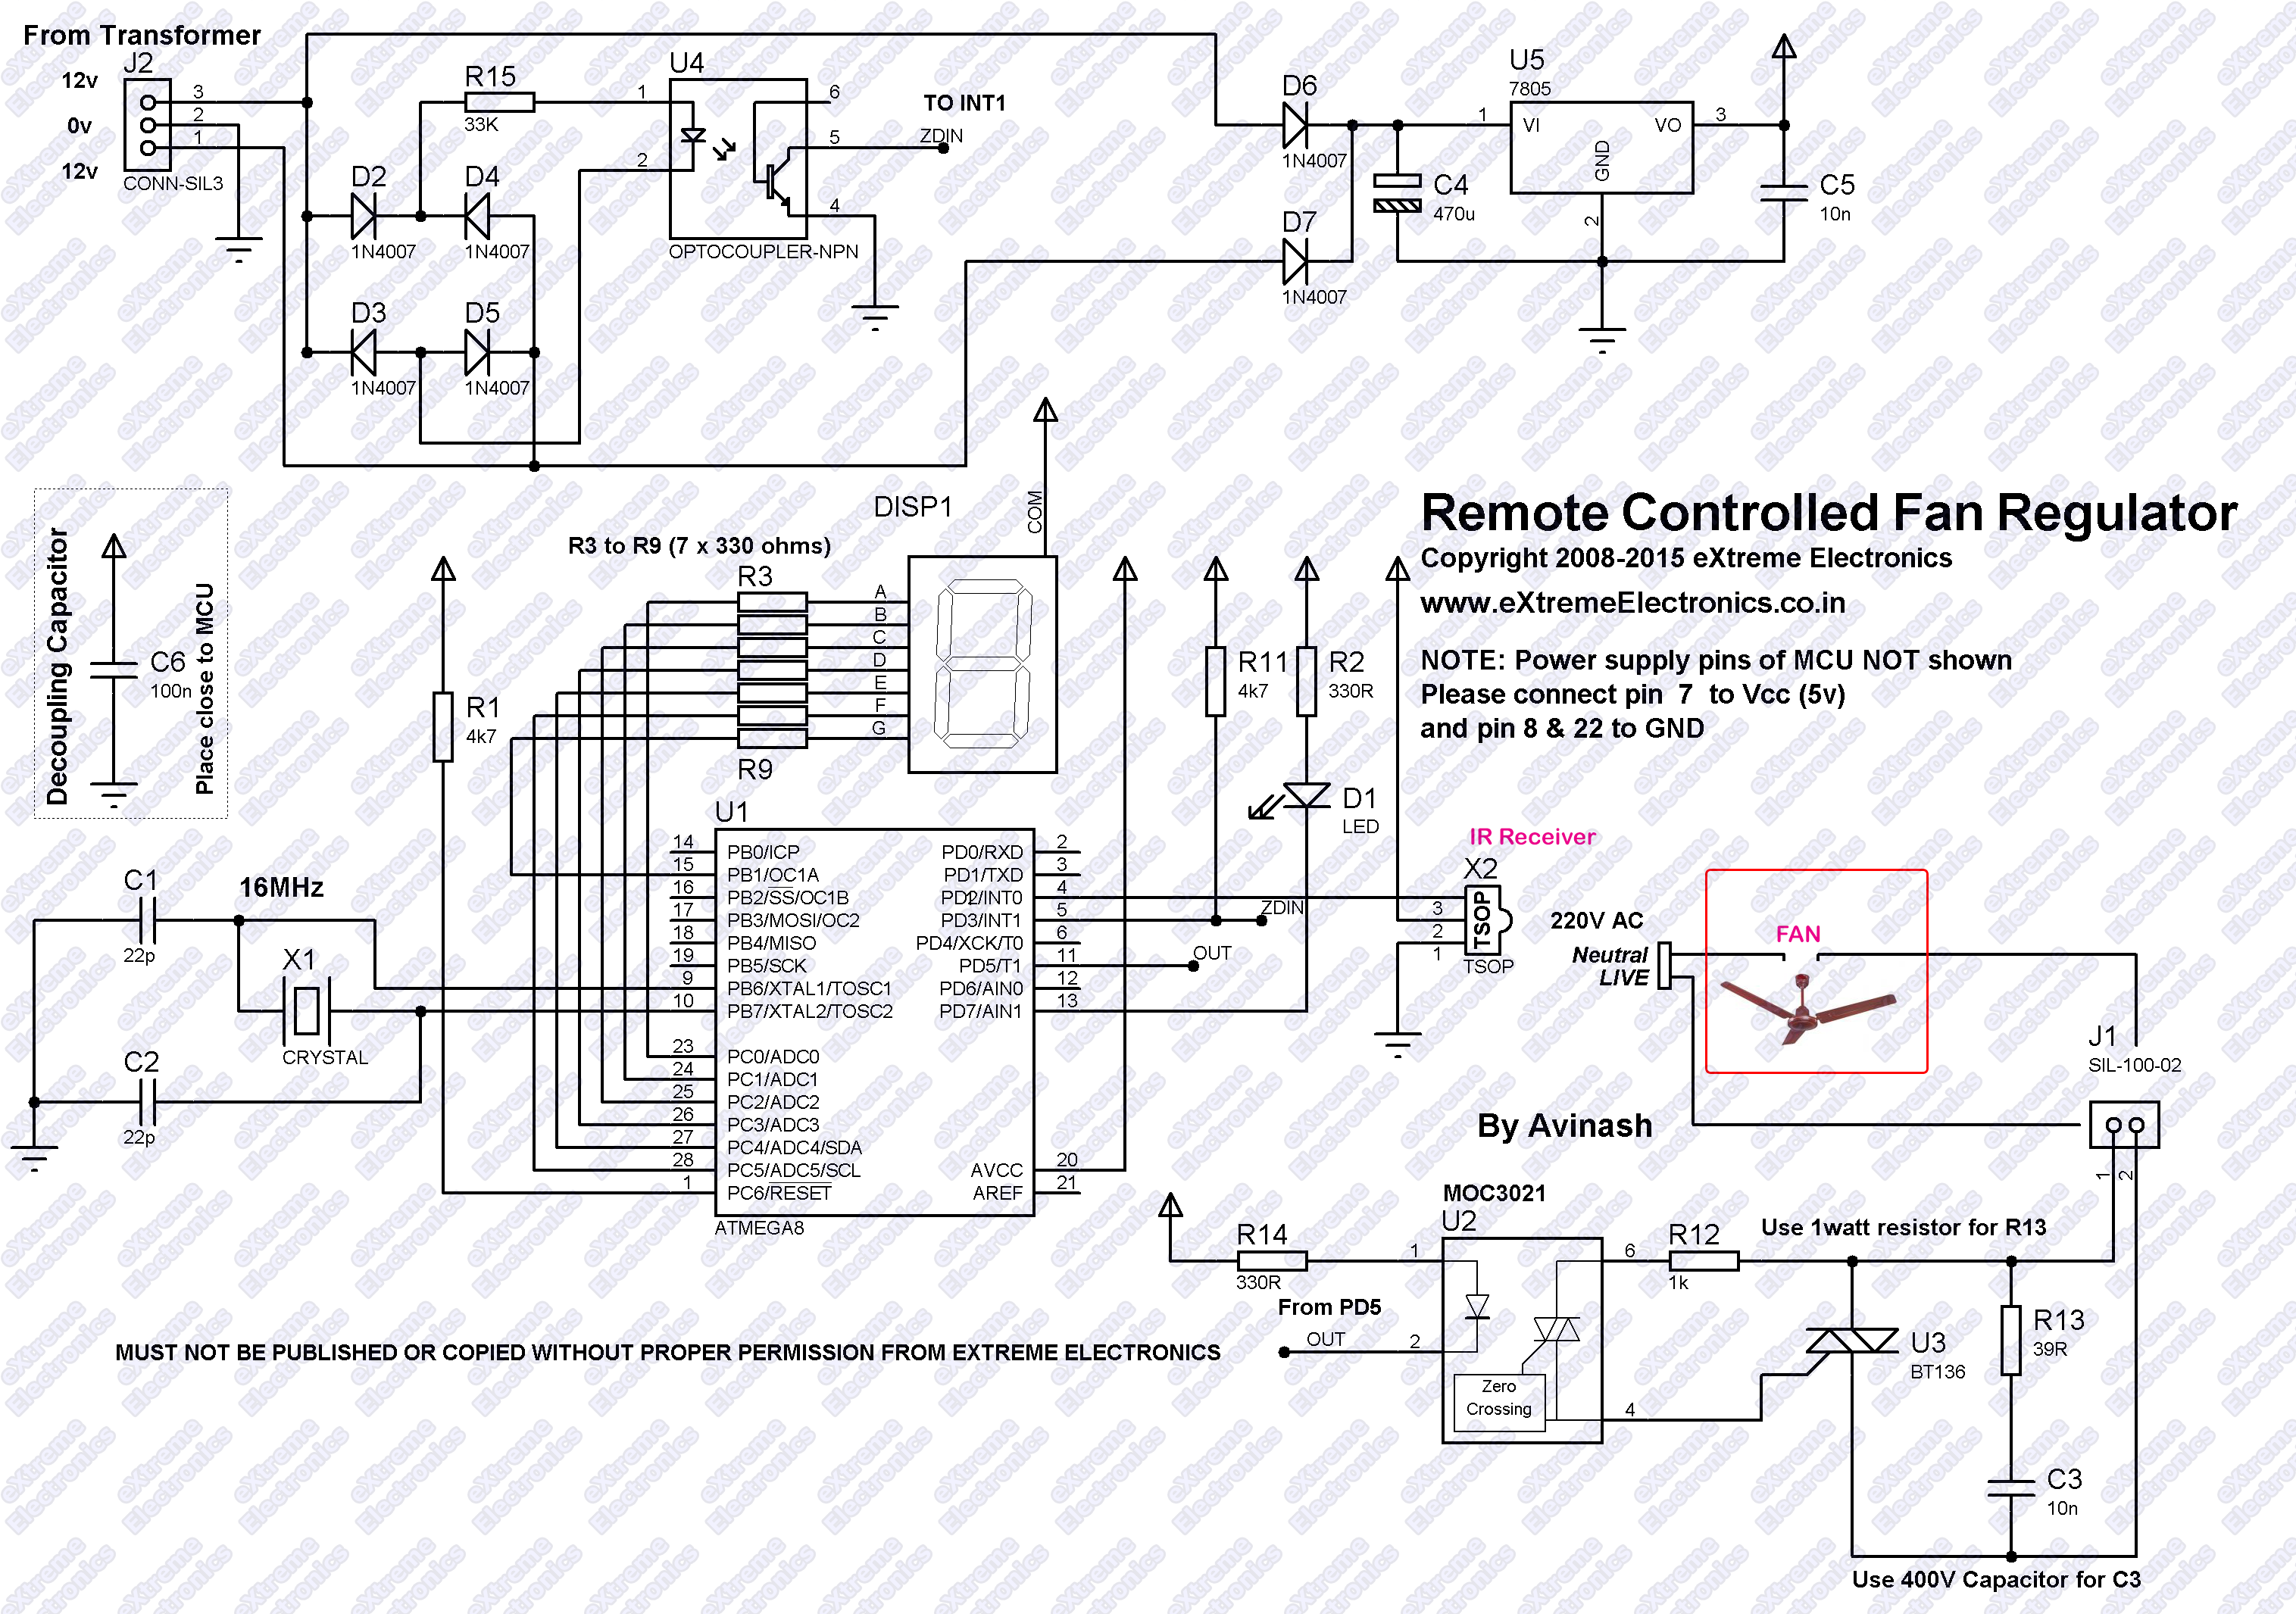 From Transformer
J2
12v
0v
12v
3
2
1
CONN-SIL3
R15
33K
U4
1
2
6
5
4
OPTOCOUPLER-NPN
TO INT1
ZDIN
D2
1N4007
D4
1N4007
D3
1N4007
D5
1N4007
D6
1N4007
D7
1N4007
U5
7805
1
VI
VO
3
GND
2
C4
470u
C5
10n
Decoupling Capacitor
C6
100n
Place close to MCU
R1
4k7
R3 to R9 (7 x 330 ohms)
DISP1
COM
R3
R9
A
B
C
D
E
F
G
R11
4k7
R2
330R
D1
LED
Remote Controlled Fan Regulator
Copyright 2008-2015 eXtreme Electronics
www.eXtremeElectronics.co.in
NOTE: Power supply pins of MCU NOT shown
Please connect pin 7 to Vcc (5v)
and pin 8 & 22 to GND
C1
22p
16MHz
X1
CRYSTAL
C2
22p
U1
14 PB0/ICP
15 PB1/OC1A
16 PB2/SS/OC1B
17 PB3/MOSI/OC2
18 PB4/MISO
19 PB5/SCK
9 PB6/XTAL1/TOSC1
10 PB7/XTAL2/TOSC2
23 PC0/ADC0
24 PC1/ADC1
25 PC2/ADC2
26 PC3/ADC3
27 PC4/ADC4/SDA
28 PC5/ADC5/SCL
1 PC6/RESET
PD0/RXD 2
PD1/TXD 3
PD2/INT0 4
PD3/INT1 5
PD4/XCK/T0 6
PD5/T1 11
PD6/AIN0 12
PD7/AIN1 13
AVCC 20
AREF 21
ATMEGA8
ZDIN
OUT
IR Receiver
X2
3
2
1
TSOP
TSOP
220V AC
Neutral
LIVE
FAN
J1
SIL-100-02
1
2
By Avinash
R14
330R
From PD5
OUT
MOC3021
U2
1
2
6
4
Zero
Crossing
R12
1k
Use 1watt resistor for R13
U3
BT136
R13
39R
C3
10n
Use 400V Capacitor for C3
MUST NOT BE PUBLISHED OR COPIED WITHOUT PROPER PERMISSION FROM EXTREME ELECTRONICS
eXtreme
Electronics